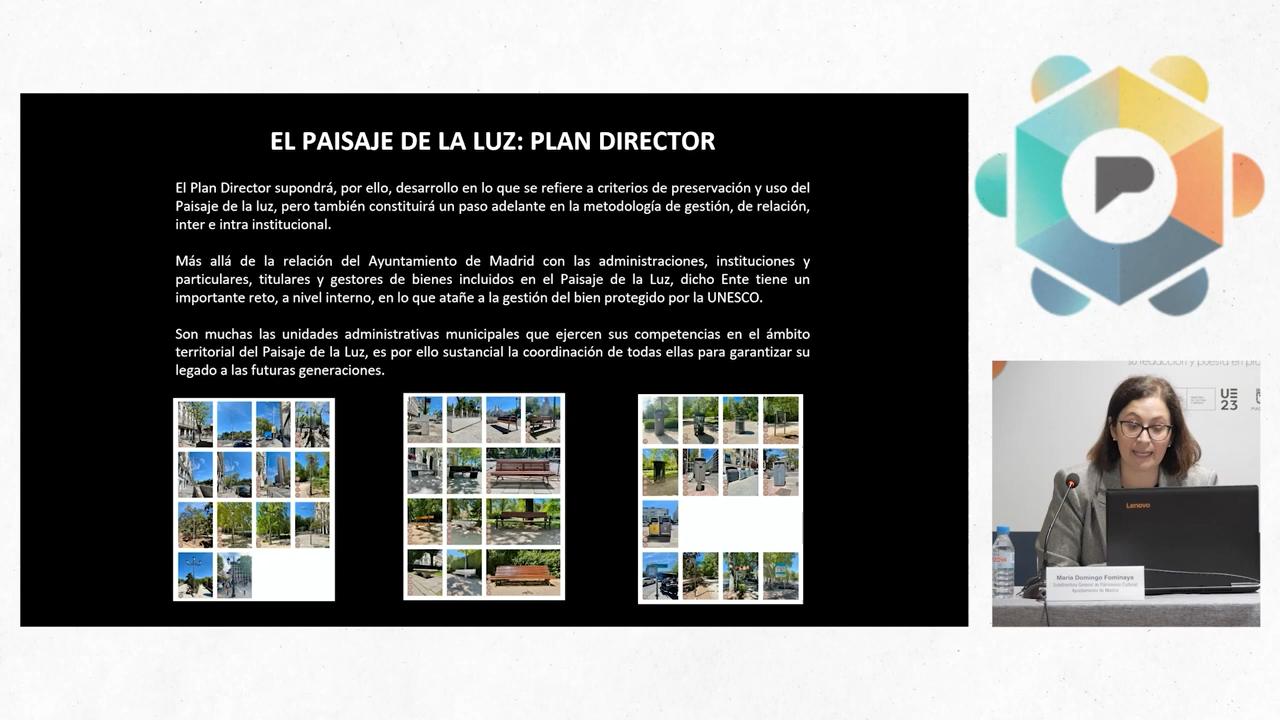 EL PAISAJE DE LA LUZ: PLAN DIRECTOR
El Plan Director supondrá, por ello, desarrollo en lo que se refiere a criterios de preservación y uso del
Paisaje de la luz, pero también constituirá un paso adelante en la metodología de gestión, de relación,
inter e intra institucional.
Más allá de la relación del Ayuntamiento de Madrid con las administraciones, instituciones y
particulares, titulares y gestores de bienes incluidos en el Paisaje de la Luz, dicho Ente tiene un
importante reto, a nivel interno, en lo que atañe a la gestión del bien protegido por la UNESCO.
Son muchas las unidades administrativas municipales que ejercen sus competencias en el ámbito
territorial del Paisaje de la Luz, es por ello sustancial la coordinación de todas ellas para garantizar su
legado a las futuras generaciones.
P
su redacción y puesta en
UE
23
Lenovo
María Domingo Fominaya
Subdirectora General de Patrimonio Cultural
Ayuntamiento de Madrid